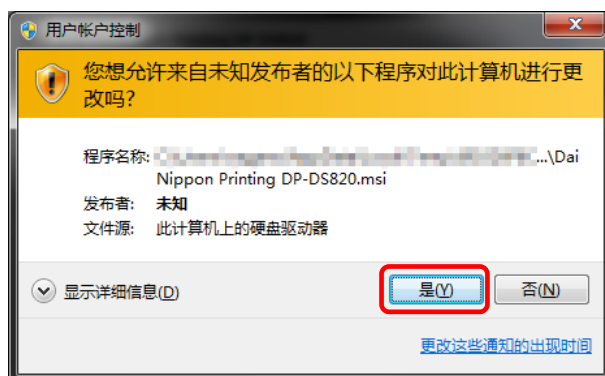 用户帐户控制
您想允许来自未知发布者的以下程序对此计算机进行更
改吗?
程序名称: ...\Dai
Nippon Printing DP-DS820.msi
发布者: 未知
文件源: 此计算机上的硬盘驱动器
显示详细信息(D)
是(Y)
否(N)
更改这些通知的出现时间